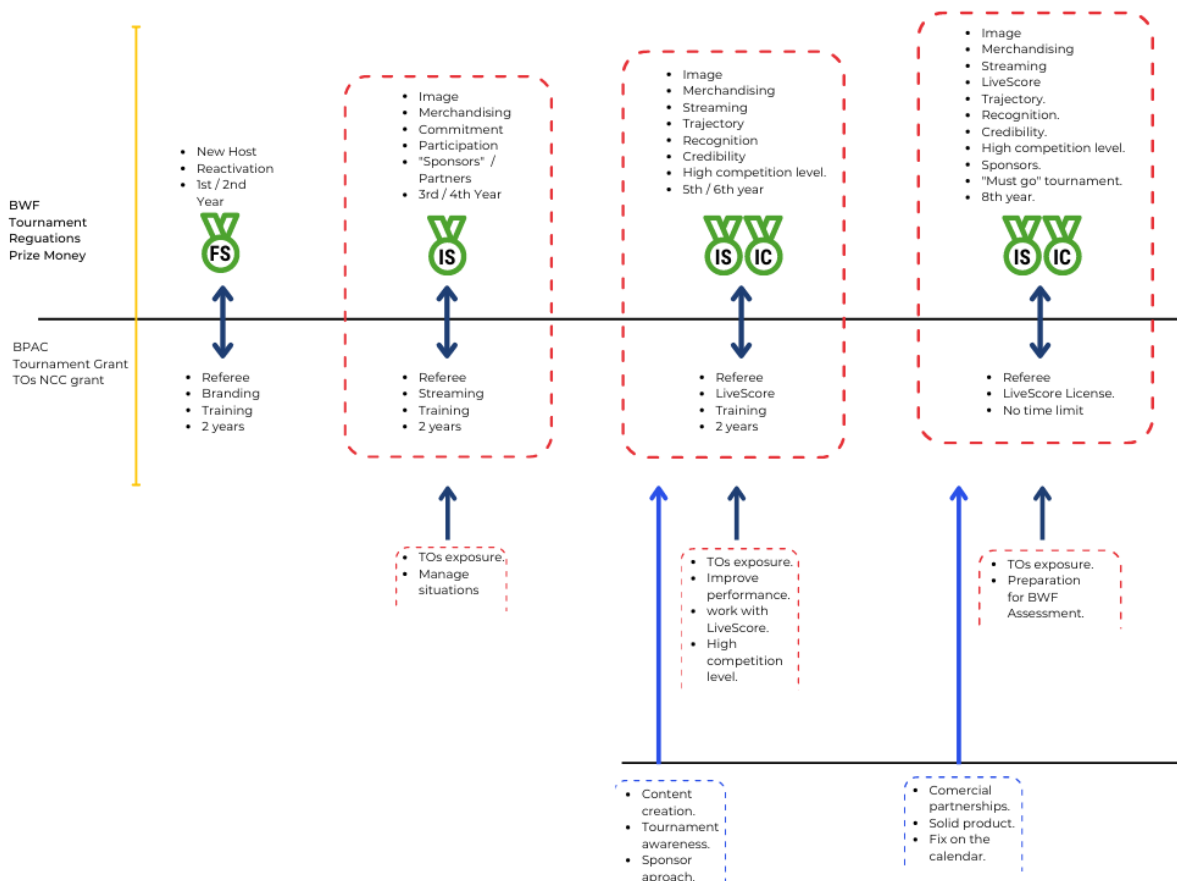 BWF
Tournament
Reguations
Prize Money
• New Host
• Reactivation
• 1st / 2nd
Year
FS
• Image
• Merchandising
• Commitment
• Participation
• "Sponsors" /
Partners
• 3rd / 4th Year
IS
• Image
• Merchandising
• Streaming
• Trajectory
• Recognition
• Credibility
• High competition level.
• 5th / 6th year
IS IC
• Image
• Merchandising
• Streaming
• LiveScore
• Trajectory.
• Recognition.
• Credibility.
• High competition level.
• Sponsors.
• "Must go" tournament.
• 8th year.
IS IC
BPAC
Tournament Grant
TOs NCC grant
• Referee
• Branding
• Training
• 2 years
• Referee
• Streaming
• Training
• 2 years
• Referee
• LiveScore
• Training
• 2 years
• Referee
• LiveScore License.
• No time limit
• TOs exposure.
• Manage
situations
• TOs exposure.
• Improve
performance.
• work with
LiveScore.
• High
competition
level.
• TOs exposure.
• Preparation
for BWF
Assessment.
• Content
creation.
• Tournament
awareness.
• Sponsor
aproach.
• Comercial
partnerships.
• Solid product.
• Fix on the
calendar.